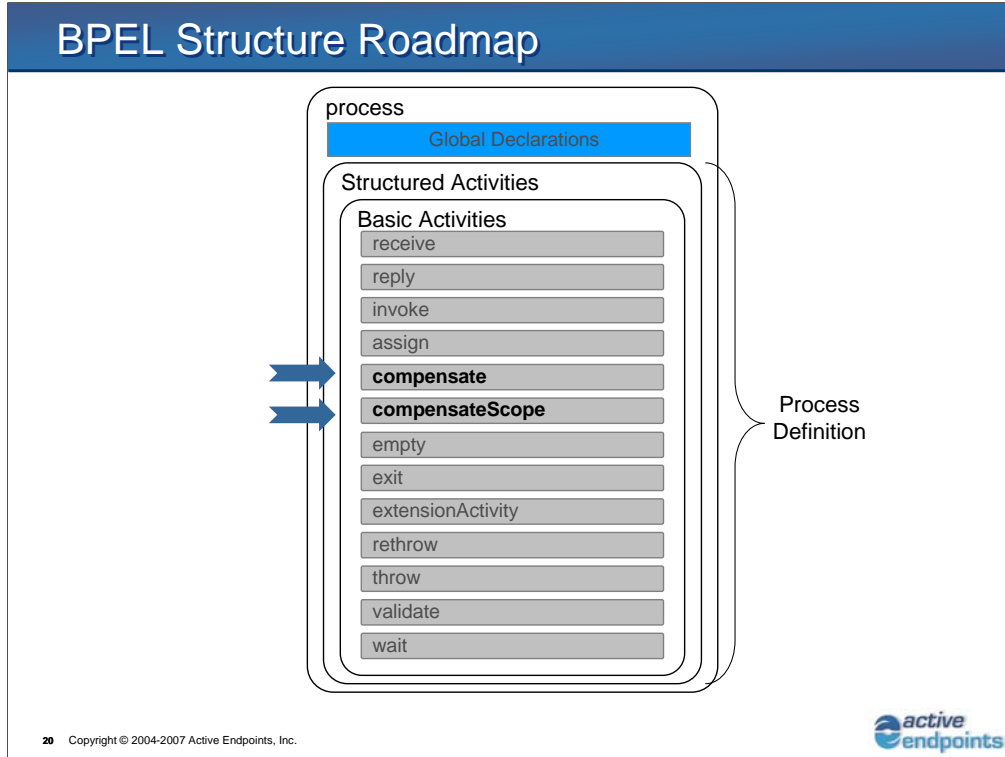 BPEL Structure Roadmap
process
Global Declarations
Structured Activities
Basic Activities
receive
reply
invoke
assign
compensate
compensateScope
empty
exit
extensionActivity
rethrow
throw
validate
wait
Process
Definition
20 Copyright © 2004-2007 Active Endpoints, Inc.
active
endpoints